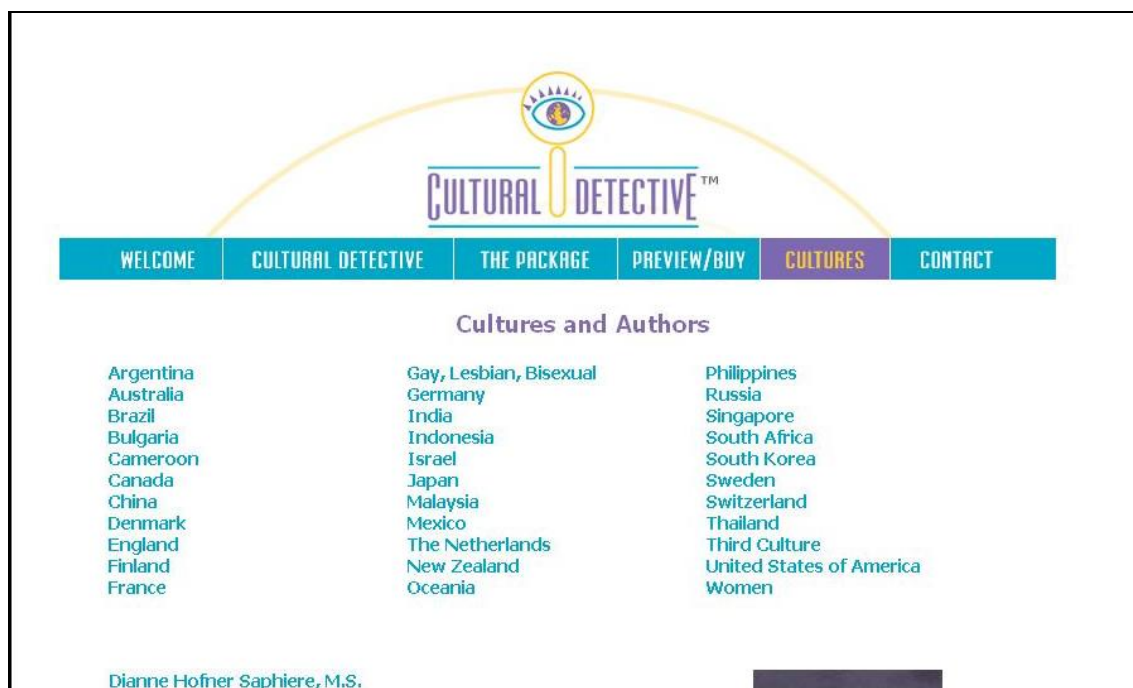 CULTURAL DETECTIVE™
WELCOME
CULTURAL DETECTIVE
THE PACKAGE
PREVIEW/BUY
CULTURES
CONTACT
Cultures and Authors
Argentina
Australia
Brazil
Bulgaria
Cameroon
Canada
China
Denmark
England
Finland
France
Gay, Lesbian, Bisexual
Germany
India
Indonesia
Israel
Japan
Malaysia
Mexico
The Netherlands
New Zealand
Oceania
Philippines
Russia
Singapore
South Africa
South Korea
Sweden
Switzerland
Thailand
Third Culture
United States of America
Women
Dianne Hofner Saphiere, M.S.